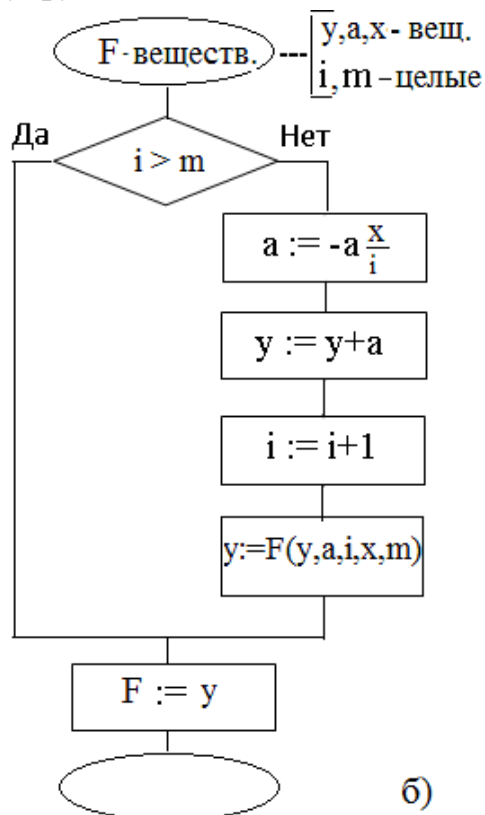 F-веществ.
y,a,x - вещ.
i,m – целые
Да
Нет
i > m
a := -a x/i
y := y+a
i := i+1
y:=F(y,a,i,x,m)
F := y
б)